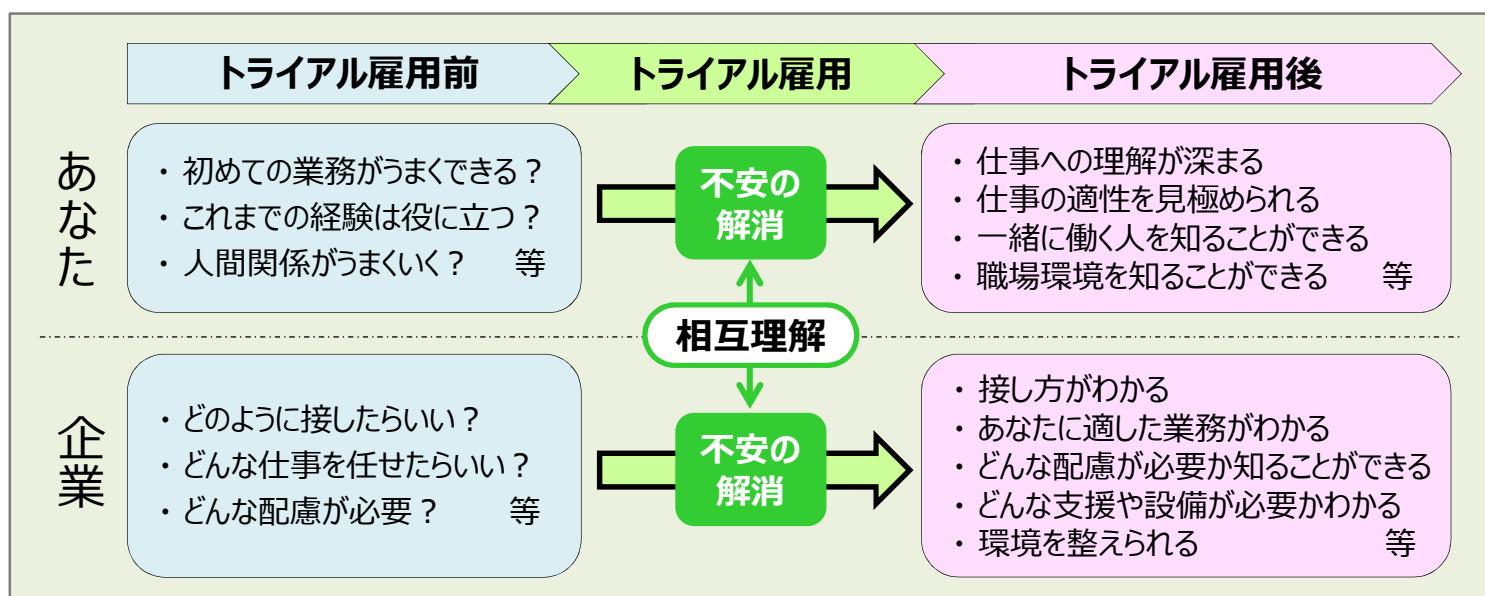 トライアル雇用前
トライアル雇用
トライアル雇用後
あなた
・ 初めての業務がうまくできる？
・ これまでの経験は役に立つ？
・ 人間関係がうまくいく？　等
不安の
解消
・ 仕事への理解が深まる
・ 仕事の適性を見極められる
・ 一緒に働く人を知ることができる
・ 職場環境を知ることができる　等
相互理解
企業
・ どのように接したらいい？
・ どんな仕事を任せたらいい？
・ どんな配慮が必要？　等
不安の
解消
・ 接し方がわかる
・ あなたに適した業務がわかる
・ どんな配慮が必要か知ることができる
・ どんな支援や設備が必要かわかる
・ 環境を整えられる　等